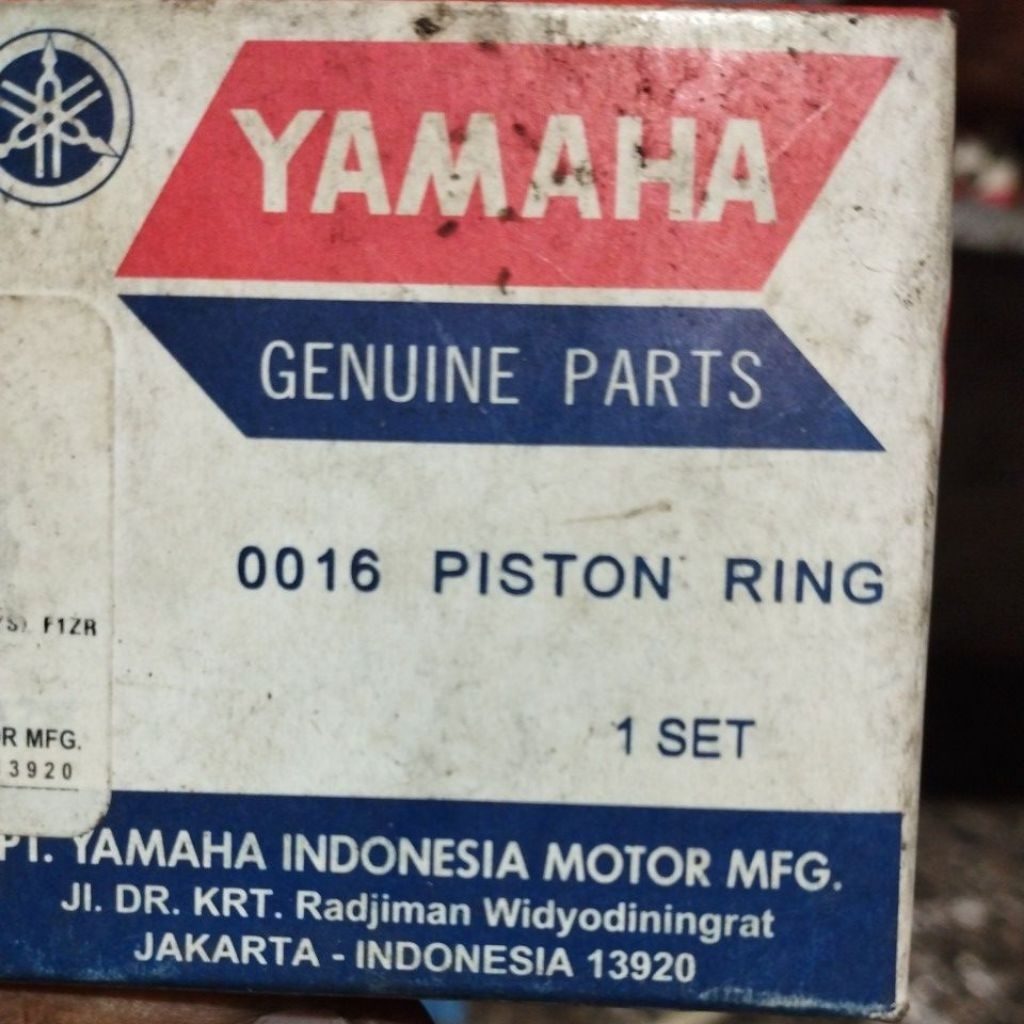 YAMAHA
GENUINE PARTS
0016 PISTON RING
F1ZR
1 SET
R MFG.
3920
PT. YAMAHA INDONESIA MOTOR MFG.
Jl. DR. KRT. Radjiman Widyodiningrat
JAKARTA - INDONESIA 13920